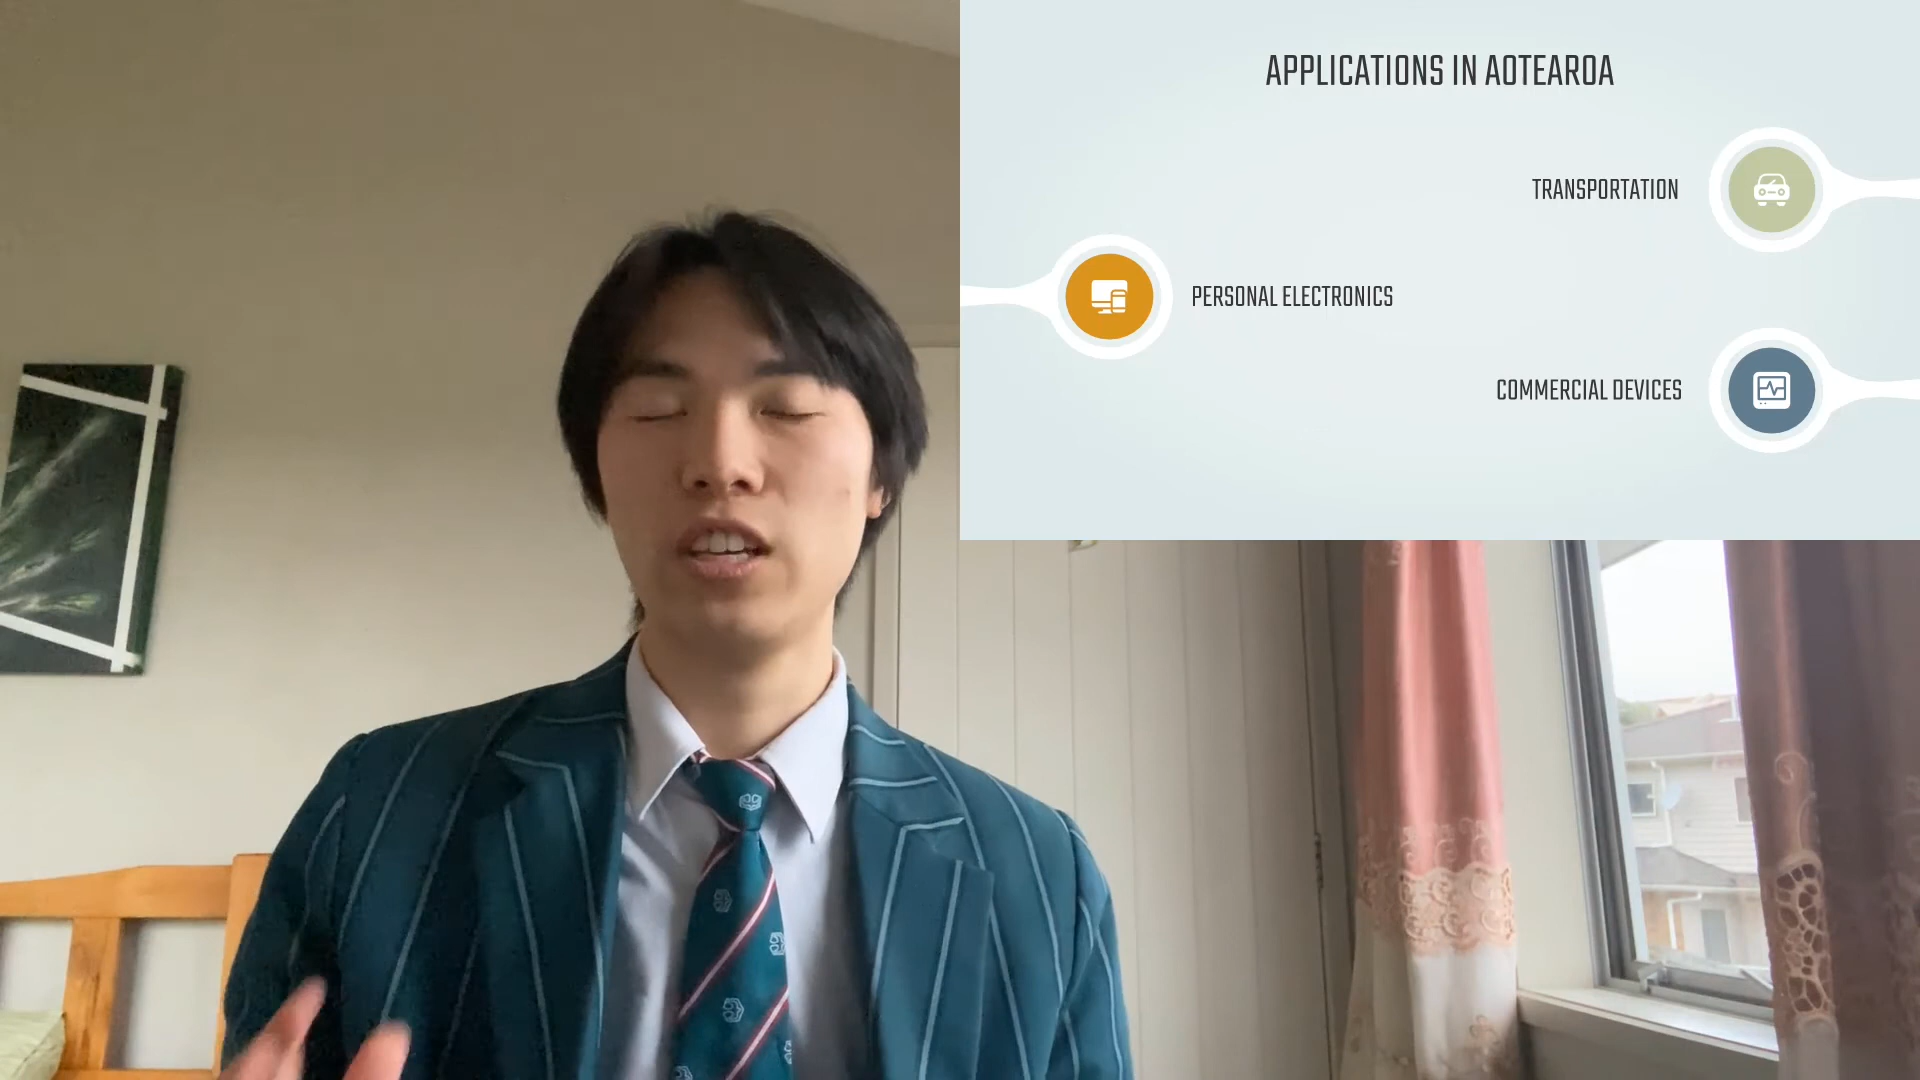 APPLICATIONS IN AOTEAROA
TRANSPORTATION
PERSONAL ELECTRONICS
COMMERCIAL DEVICES